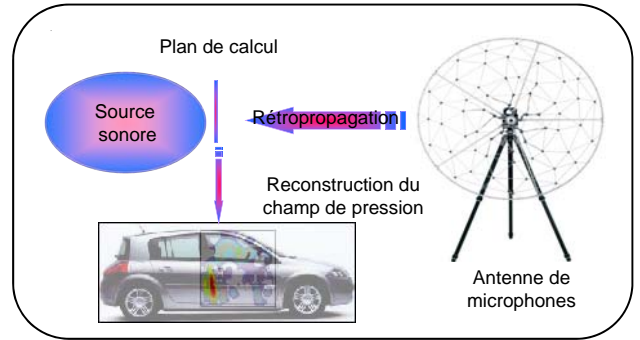 Plan de calcul
Source
sonore
Rétropropagation
Reconstruction du
champ de pression
Antenne de
microphones